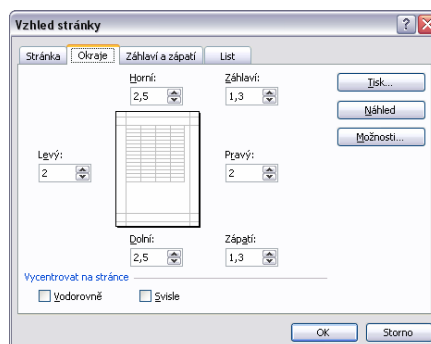 Vzhled stránky
Stránka Okraje Záhlaví a zápatí List
Horní: Záhlaví: Tisk...
2,5 1,3
Náhled
Možnosti...
Levý: Pravý:
2 2
Dolní: Zápatí:
2,5 1,3
Vycentrovat na stránce
Vodorovně Svisle
OK Storno